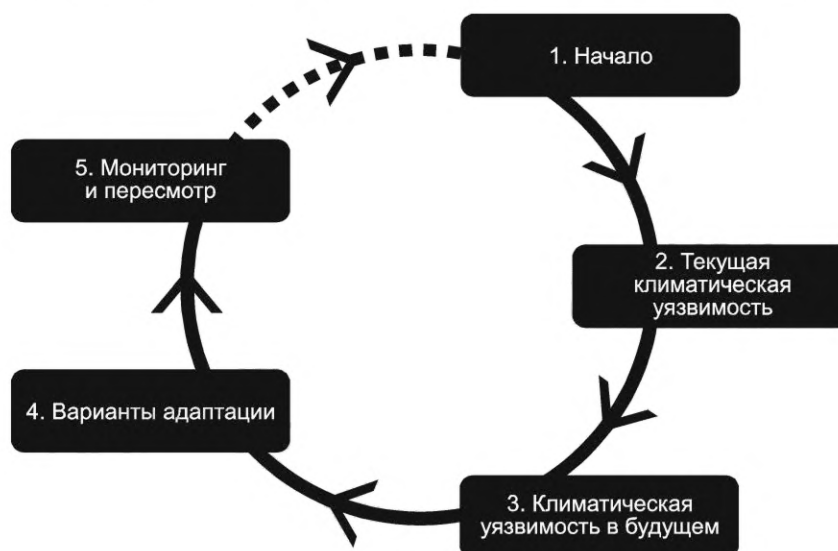 1. Начало
2. Текущая
климатическая
уязвимость
3. Климатическая
уязвимость в будущем
4. Варианты адаптации
5. Мониторинг
и пересмотр